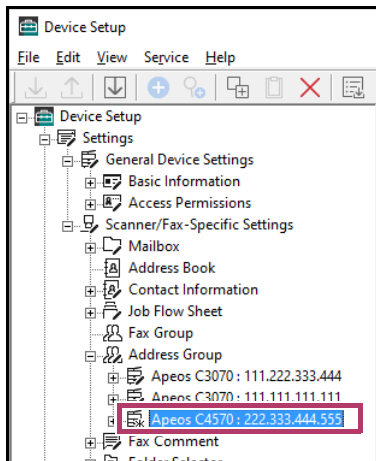 Device Setup
File Edit View Service Help
Device Setup
Settings
General Device Settings
Basic Information
Access Permissions
Scanner/Fax-Specific Settings
Mailbox
Address Book
Contact Information
Job Flow Sheet
Fax Group
Address Group
Apeos C3070 : 111.222.333.444
Apeos C3070 : 111.111.111.111
Apeos C4570 : 222.333.444.555
Fax Comment
Folder Selector